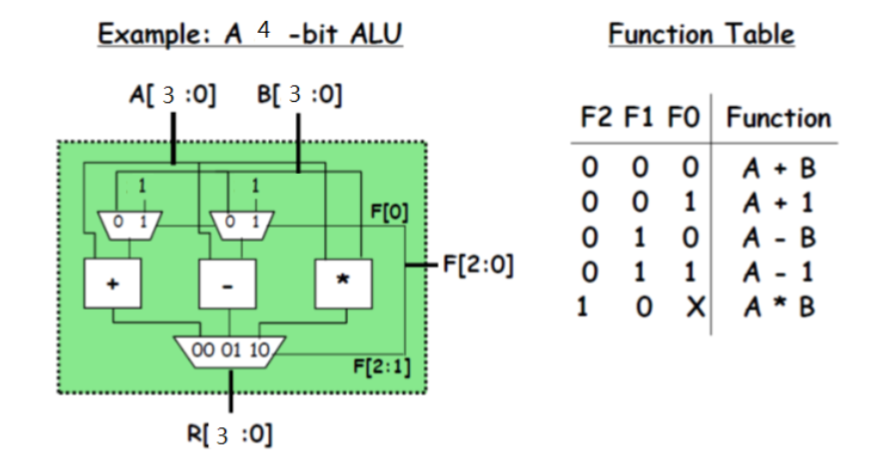 Example: A 4 -bit ALU
A[ 3 :0] B[ 3 :0]
1 1
0 1 0 1 F[0]
+ - *
F[2:0]
00 01 10
F[2:1]
R[ 3 :0]
Function Table
F2 F1 F0 Function
0 0 0 A + B
0 0 1 A + 1
0 1 0 A - B
0 1 1 A - 1
1 0 X A * B